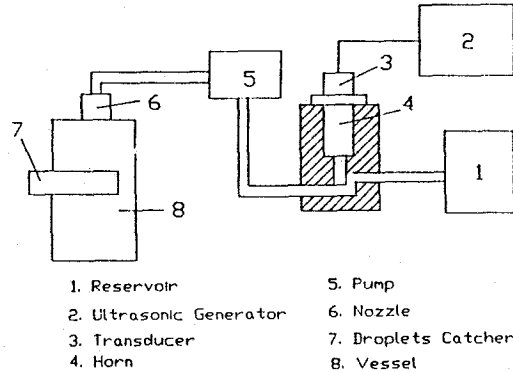 2
3
5
4
6
7
1
8
1. Reservoir
2. Ultrasonic Generator
3. Transducer
4. Horn
5. Pump
6. Nozzle
7. Droplets Catcher
8. Vessel